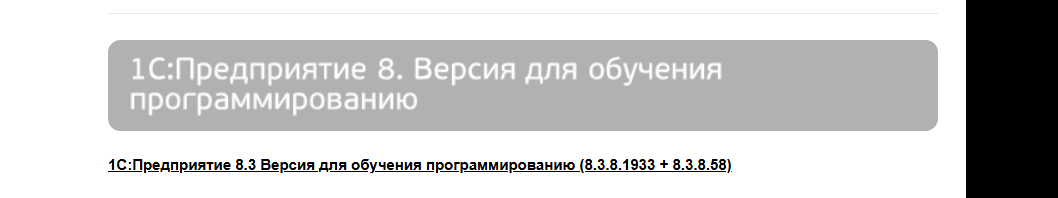 1С:Предприятие 8. Версия для обучения
программированию
1С:Предприятие 8.3 Версия для обучения программированию (8.3.8.1933 + 8.3.8.58)